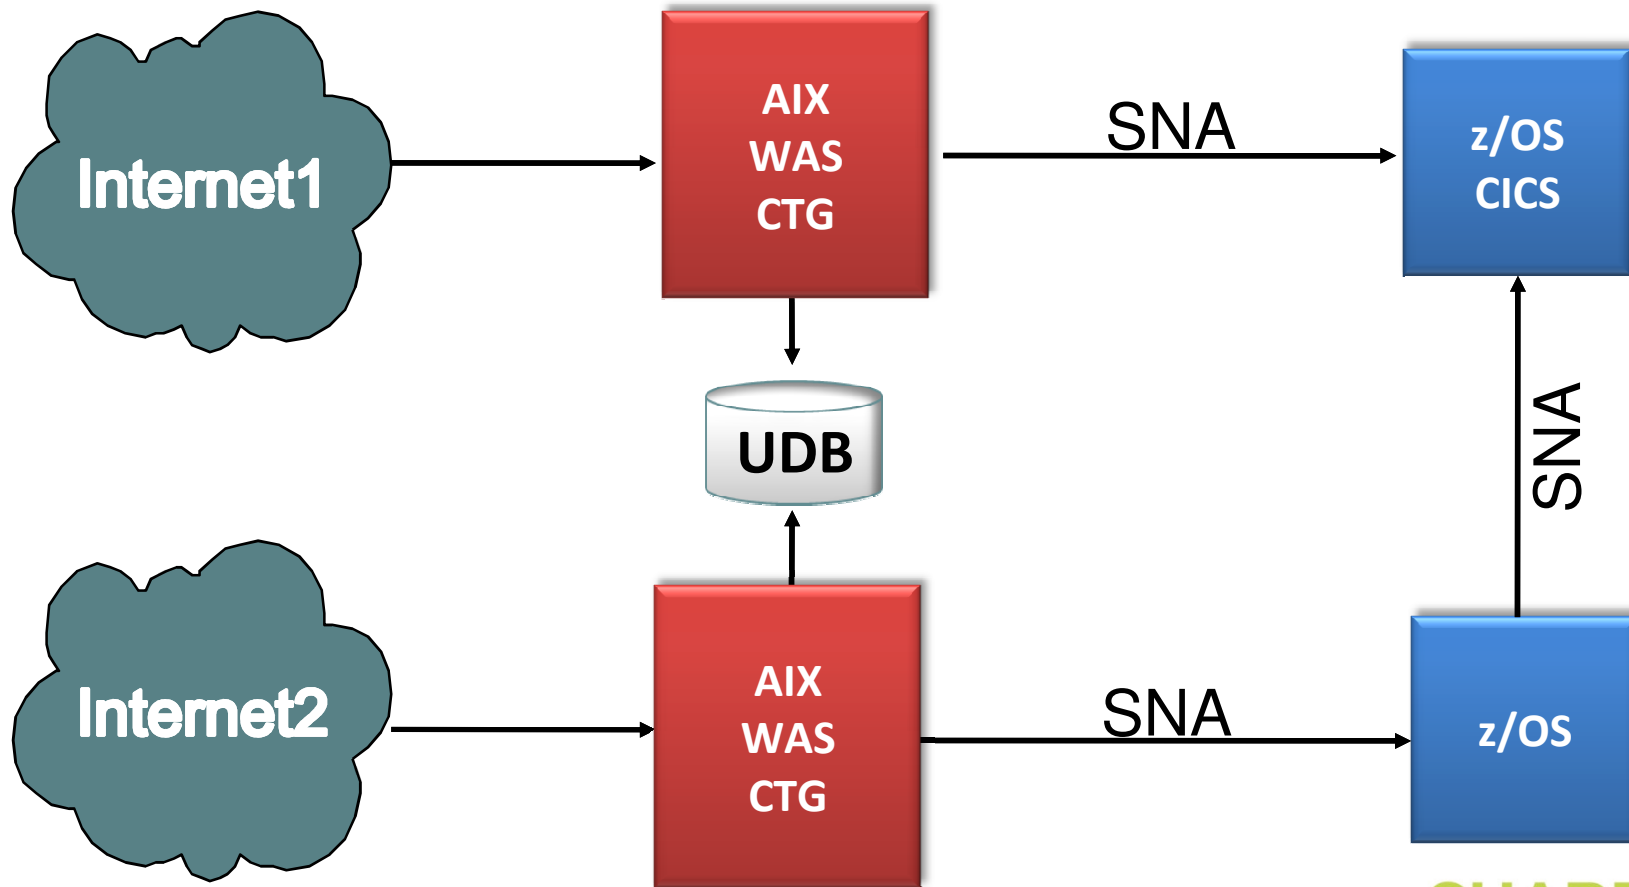 Internet1
AIX
WAS
CTG
SNA
z/OS
CICS
UDB
SNA
Internet2
AIX
WAS
CTG
SNA
z/OS